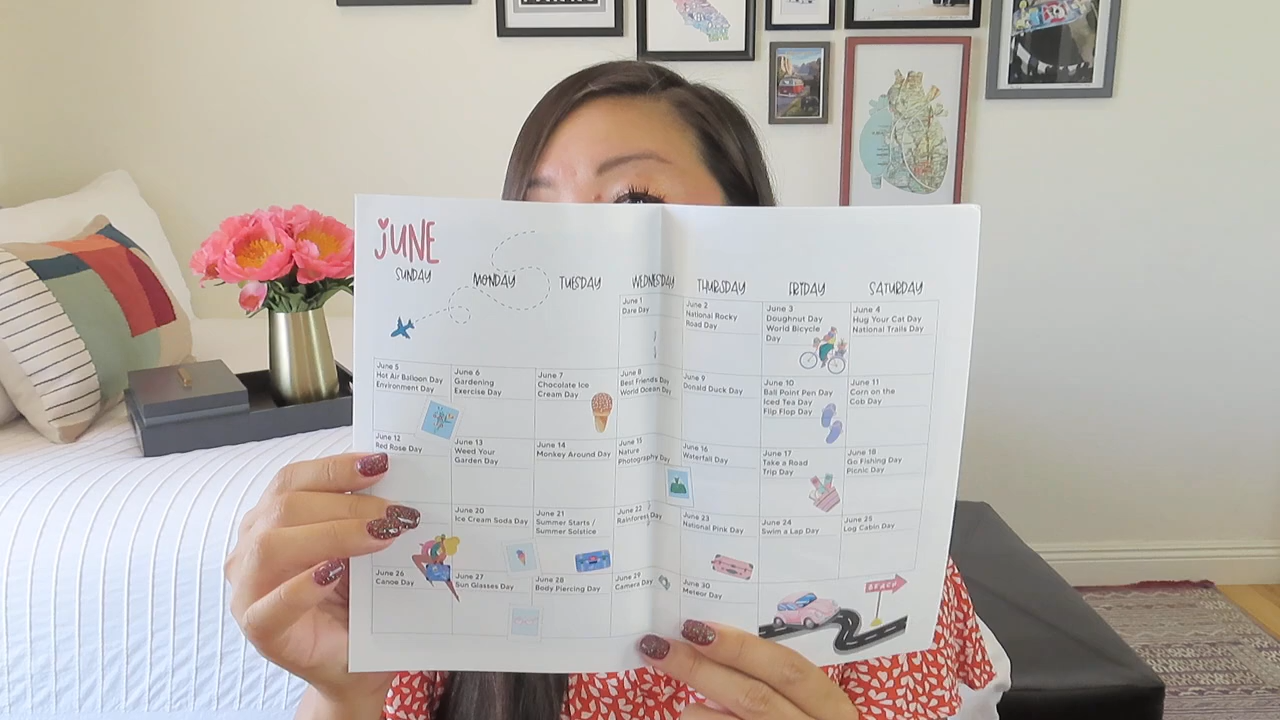 JUNE
SUNDAY MONDAY TUESDAY WEDNESDAY THURSDAY FRIDAY SATURDAY
June 1
Dare Day
June 2
National Rocky
Road Day
June 3
Doughnut Day
World Bicycle
Day
June 4
Hug Your Cat Day
National Trails Day
June 5
Hot Air Balloon Day
Environment Day
June 6
Gardening
Exercise Day
June 7
Chocolate Ice
Cream Day
June 8
Best Friends Day
World Ocean Day
June 9
Donald Duck Day
June 10
Ball Point Pen Day
Iced Tea Day
Flip Flop Day
June 11
Corn on the
Cob Day
June 12
Red Rose Day
June 13
Weed Your
Garden Day
June 14
Monkey Around Day
June 15
Nature
Photography Day
June 16
Waterfall Day
June 17
Take a Road
Trip Day
June 18
Go Fishing Day
Picnic Day
June 20
Ice Cream Soda Day
June 21
Summer Starts /
Summer Solstice
June 22
Rainforest Day
June 23
National Pink Day
June 24
Swim a Lap Day
June 25
Log Cabin Day
June 26
Canoe Day
June 27
Sun Glasses Day
June 28
Body Piercing Day
June 29
Camera Day
June 30
Meteor Day
BEACH